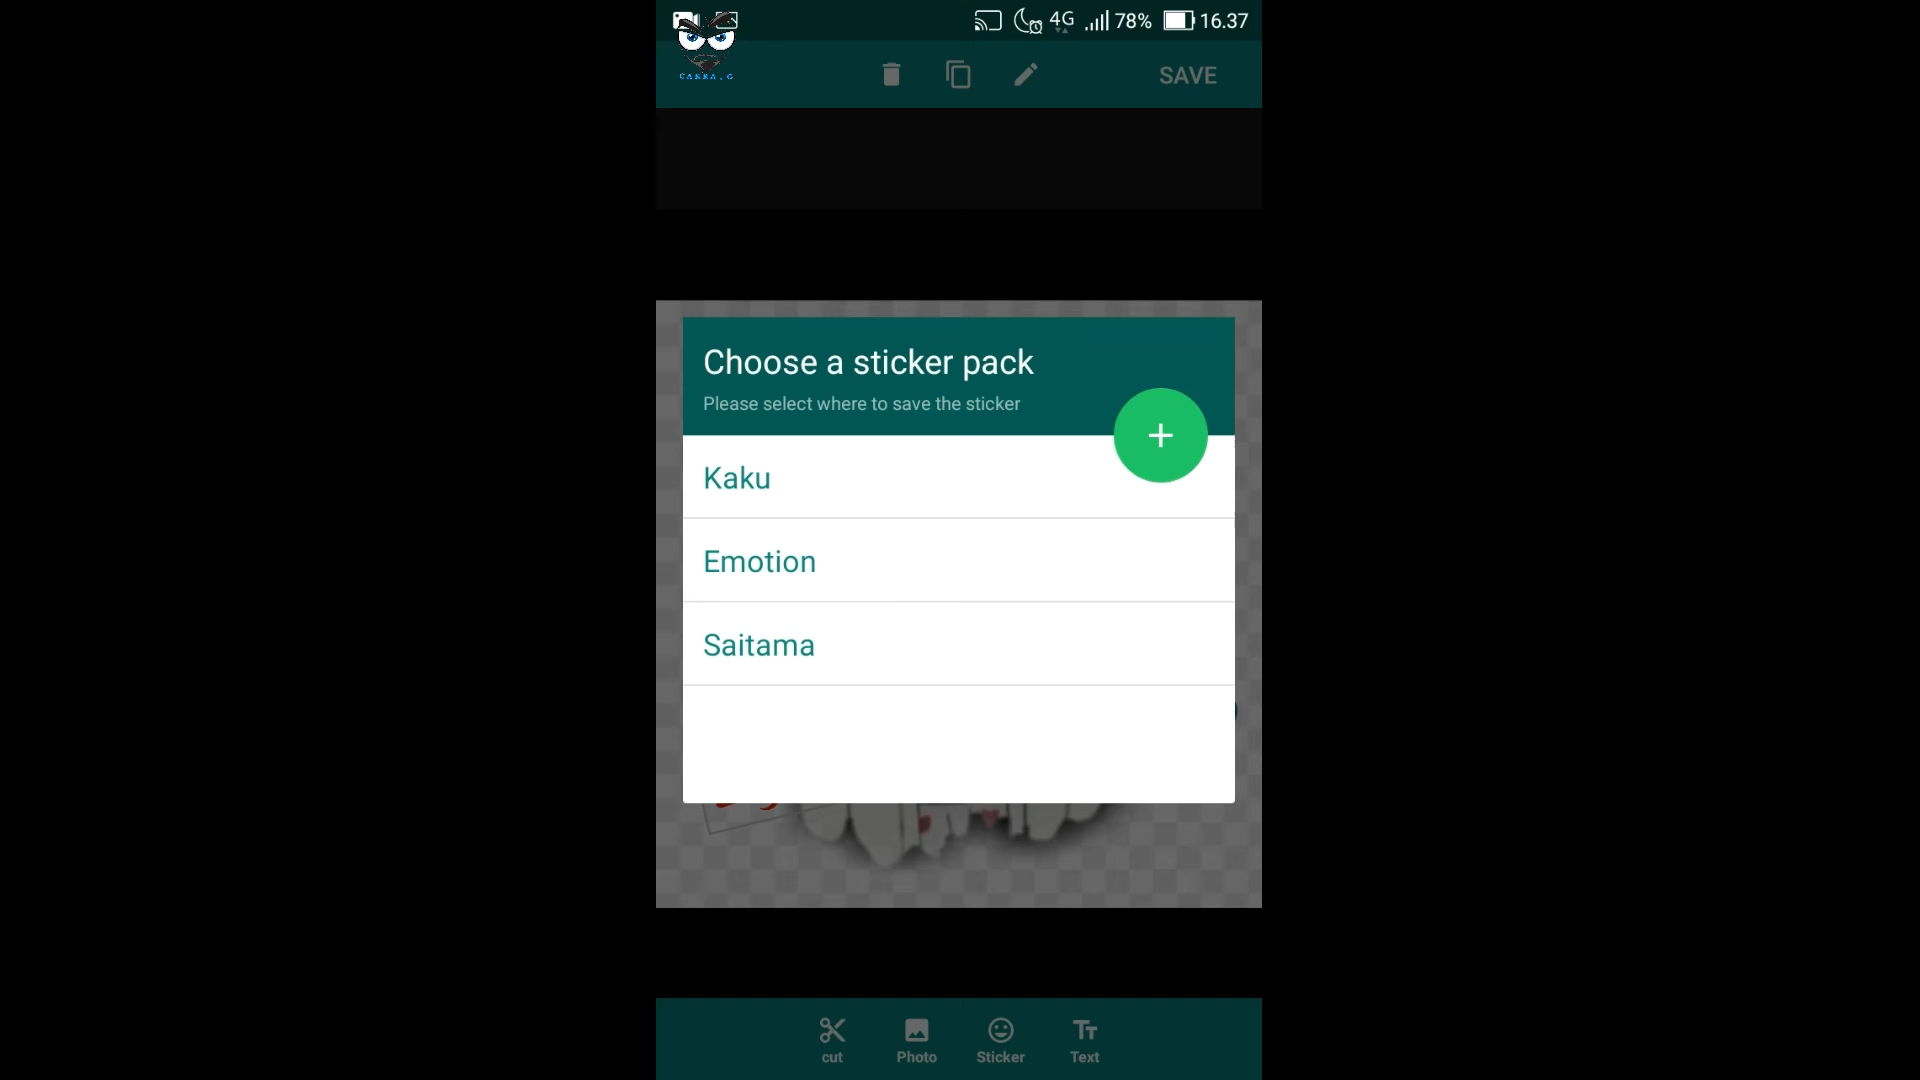 4G 78% 16.37
CAKRA.G
SAVE
Choose a sticker pack
Please select where to save the sticker
Kaku
Emotion
Saitama
cut Photo Sticker Text